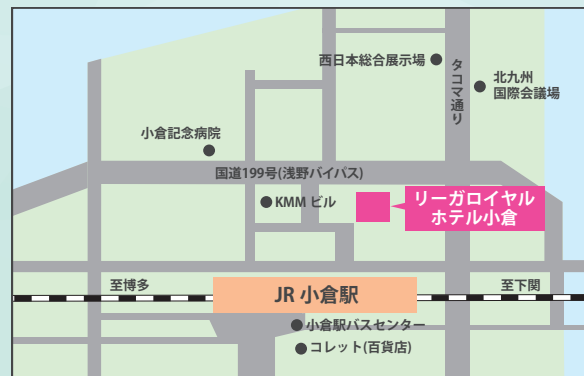 西日本総合展示場
タコマ通り
北九州
国際会議場
小倉記念病院
国道199号(浅野バイパス)
KMM ビル
リーガロイヤル
ホテル小倉
至博多
JR 小倉駅
至下関
小倉駅バスセンター
コレット(百貨店)